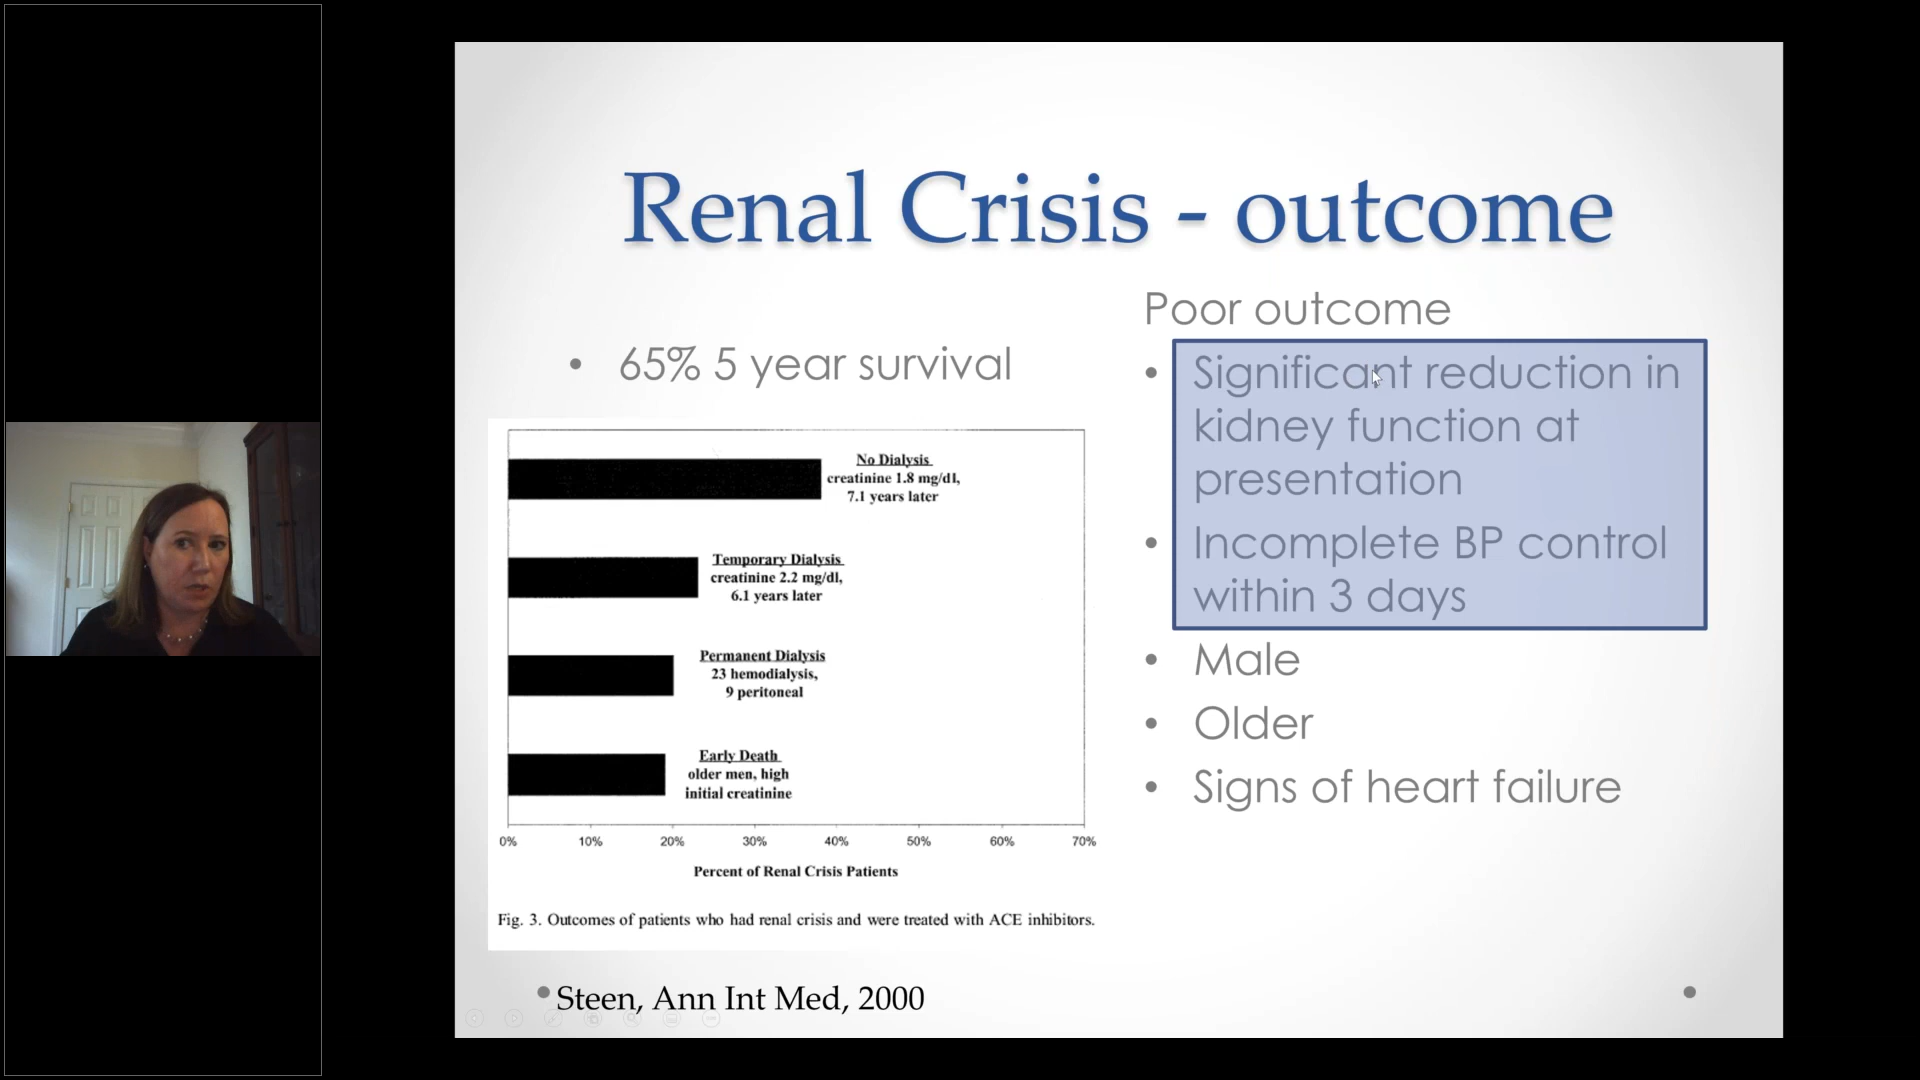 Renal Crisis - outcome
• 65% 5 year survival
No Dialysis
creatinine 1.8 mg/dl,
7.1 years later
Temporary Dialysis
creatinine 2.2 mg/dl,
6.1 years later
Permanent Dialysis
23 hemodialysis,
9 peritoneal
Early Death
older men, high
initial creatinine
0% 10% 20% 30% 40% 50% 60% 70%
Percent of Renal Crisis Patients
Fig. 3. Outcomes of patients who had renal crisis and were treated with ACE inhibitors.
• Steen, Ann Int Med, 2000
Poor outcome
• Significant reduction in
kidney function at
presentation
• Incomplete BP control
within 3 days
• Male
• Older
• Signs of heart failure